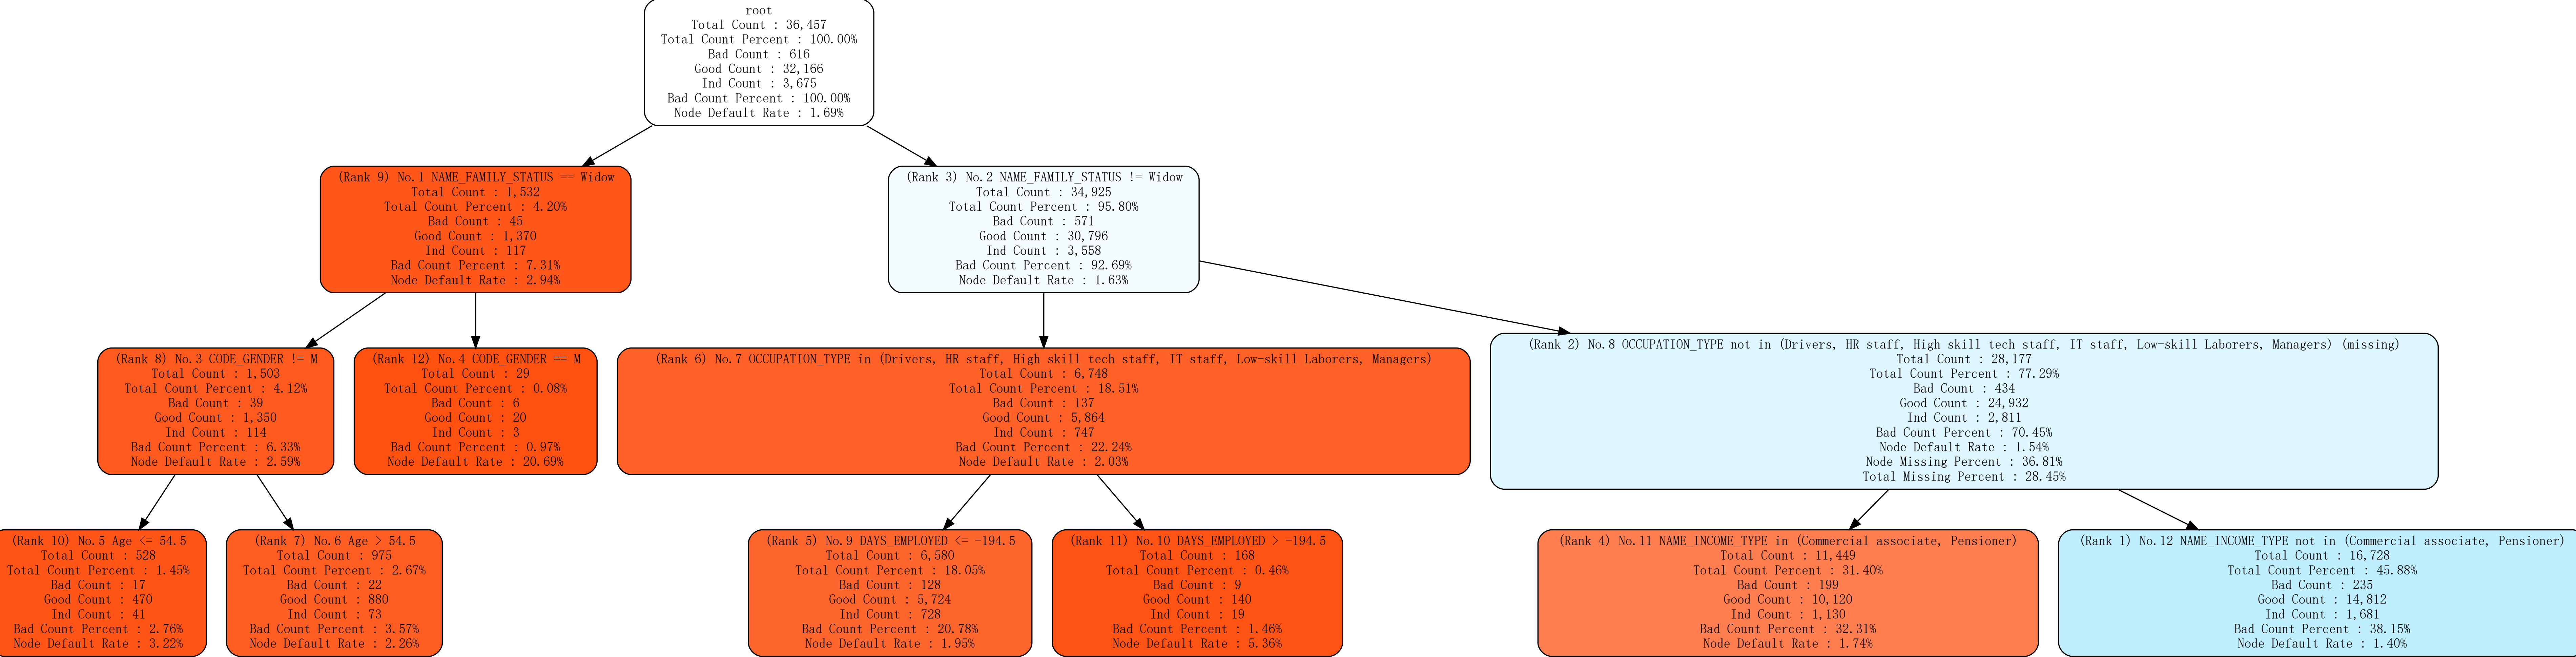 root
Total Count : 36,457
Total Count Percent : 100.00%
Bad Count : 616
Good Count : 32,166
Ind Count : 3,675
Bad Count Percent : 100.00%
Node Default Rate : 1.69%
(Rank 9) No.1 NAME_FAMILY_STATUS == Widow
Total Count : 1,532
Total Count Percent : 4.20%
Bad Count : 45
Good Count : 1,370
Ind Count : 117
Bad Count Percent : 7.31%
Node Default Rate : 2.94%
(Rank 3) No.2 NAME_FAMILY_STATUS != Widow
Total Count : 34,925
Total Count Percent : 95.80%
Bad Count : 571
Good Count : 30,796
Ind Count : 3,558
Bad Count Percent : 92.69%
Node Default Rate : 1.63%
(Rank 8) No.3 CODE_GENDER != M
Total Count : 1,503
Total Count Percent : 4.12%
Bad Count : 39
Good Count : 1,350
Ind Count : 114
Bad Count Percent : 6.33%
Node Default Rate : 2.59%
(Rank 12) No.4 CODE_GENDER == M
Total Count : 29
Total Count Percent : 0.08%
Bad Count : 6
Good Count : 20
Ind Count : 3
Bad Count Percent : 0.97%
Node Default Rate : 20.69%
(Rank 6) No.7 OCCUPATION_TYPE in (Drivers, HR staff, High skill tech staff, IT staff, Low-skill Laborers, Managers)
Total Count : 6,748
Total Count Percent : 18.51%
Bad Count : 137
Good Count : 5,864
Ind Count : 747
Bad Count Percent : 22.24%
Node Default Rate : 2.03%
(Rank 2) No.8 OCCUPATION_TYPE not in (Drivers, HR staff, High skill tech staff, IT staff, Low-skill Laborers, Managers) (missing)
Total Count : 28,177
Total Count Percent : 77.29%
Bad Count : 434
Good Count : 24,932
Ind Count : 2,811
Bad Count Percent : 70.45%
Node Default Rate : 1.54%
Node Missing Percent : 36.81%
Total Missing Percent : 28.45%
(Rank 10) No.5 Age <= 54.5
Total Count : 528
Total Count Percent : 1.45%
Bad Count : 17
Good Count : 470
Ind Count : 41
Bad Count Percent : 2.76%
Node Default Rate : 3.22%
(Rank 7) No.6 Age > 54.5
Total Count : 975
Total Count Percent : 2.67%
Bad Count : 22
Good Count : 880
Ind Count : 73
Bad Count Percent : 3.57%
Node Default Rate : 2.26%
(Rank 5) No.9 DAYS_EMPLOYED <= -194.5
Total Count : 6,580
Total Count Percent : 18.05%
Bad Count : 128
Good Count : 5,724
Ind Count : 728
Bad Count Percent : 20.78%
Node Default Rate : 1.95%
(Rank 11) No.10 DAYS_EMPLOYED > -194.5
Total Count : 168
Total Count Percent : 0.46%
Bad Count : 9
Good Count : 140
Ind Count : 19
Bad Count Percent : 1.46%
Node Default Rate : 5.36%
(Rank 4) No.11 NAME_INCOME_TYPE in (Commercial associate, Pensioner)
Total Count : 11,449
Total Count Percent : 31.40%
Bad Count : 199
Good Count : 10,120
Ind Count : 1,130
Bad Count Percent : 32.31%
Node Default Rate : 1.74%
(Rank 1) No.12 NAME_INCOME_TYPE not in (Commercial associate, Pensioner)
Total Count : 16,728
Total Count Percent : 45.88%
Bad Count : 235
Good Count : 14,812
Ind Count : 1,681
Bad Count Percent : 38.15%
Node Default Rate : 1.40%